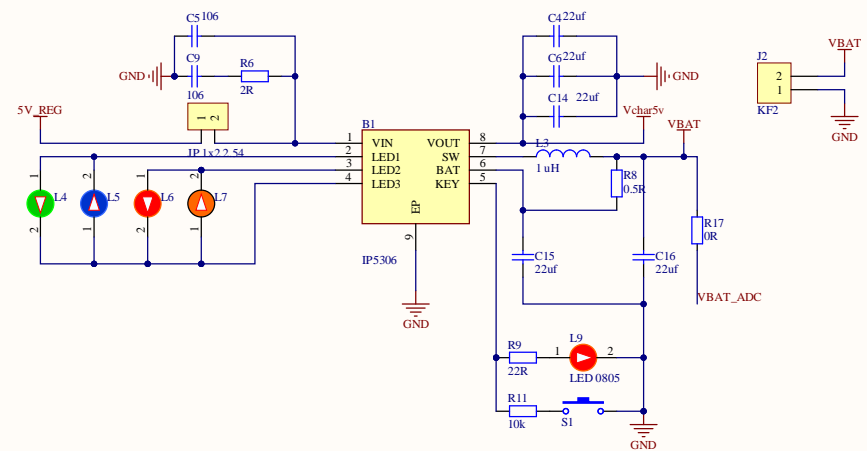 C5 106
C4 22uf
C9
R6
GND
106
2R
C6 22uf
GND
C14 22uf
J2
VBAT
2
1
KF2
GND
5V_REG
1 2
JP 1x2 2.54
Vchar5v
VBAT
B1
1 VIN VOUT 8
2 LED1 SW 7
3 LED2 BAT 6
4 LED3 KEY 5
EP
9
IP5306
GND
L3
1 uH
R8
0.5R
1 2 1 2
L4 L5 L6 L7
2 1 2 1
R17
0R
C15
22uf
C16
22uf
VBAT_ADC
R9
22R
L9
1 2
LED 0805
R11
10k
S1
GND